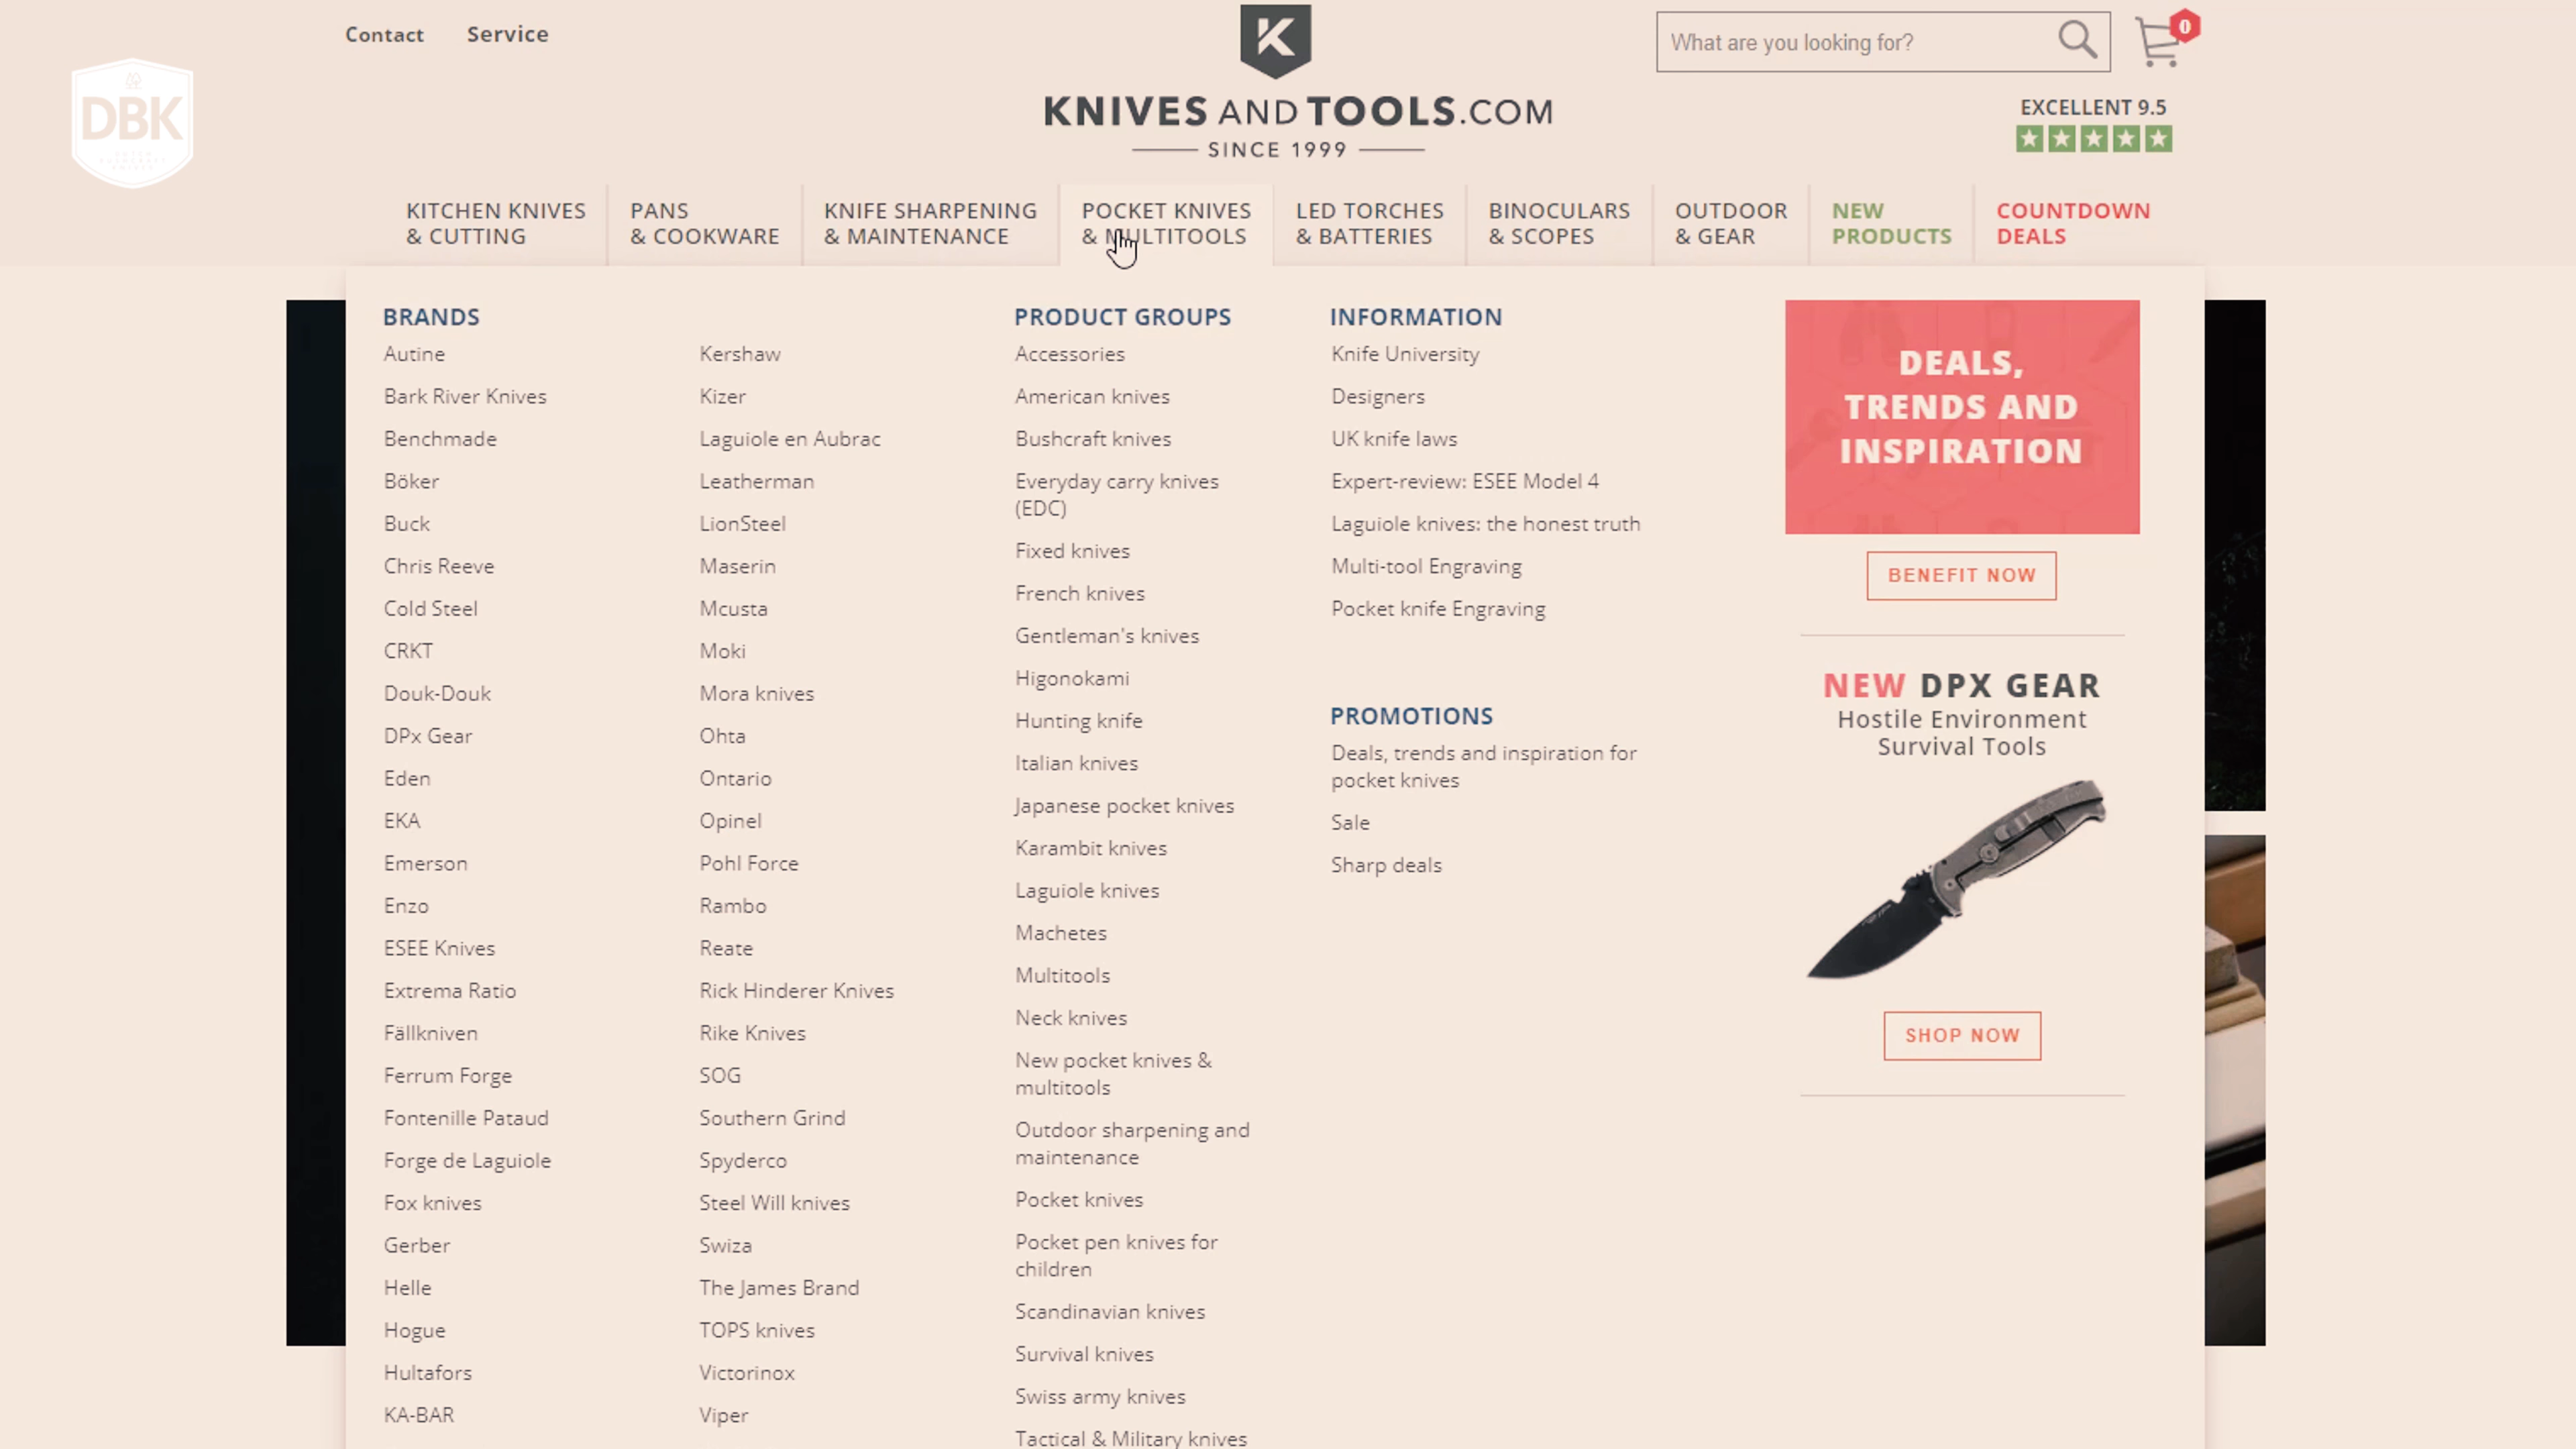 Contact
Service
K
What are you looking for?
0
DBK
KNIVES AND TOOLS.COM
SINCE 1999
EXCELLENT 9.5
KITCHEN KNIVES
& CUTTING
PANS
& COOKWARE
KNIFE SHARPENING
& MAINTENANCE
POCKET KNIVES
& MULTITOOLS
LED TORCHES
& BATTERIES
BINOCULARS
& SCOPES
OUTDOOR
& GEAR
NEW
PRODUCTS
COUNTDOWN
DEALS
BRANDS
Autine
Bark River Knives
Benchmade
Böker
Buck
Chris Reeve
Cold Steel
CRKT
Douk-Douk
DPx Gear
Eden
EKA
Emerson
Enzo
ESEE Knives
Extrema Ratio
Fällkniven
Ferrum Forge
Fontenille Pataud
Forge de Laguiole
Fox knives
Gerber
Helle
Hogue
Hultafors
KA-BAR
Kershaw
Kizer
Laguiole en Aubrac
Leatherman
LionSteel
Maserin
Mcusta
Moki
Mora knives
Ohta
Ontario
Opinel
Pohl Force
Rambo
Reate
Rick Hinderer Knives
Rike Knives
SOG
Southern Grind
Spyderco
Steel Will knives
Swiza
The James Brand
TOPS knives
Victorinox
Viper
PRODUCT GROUPS
Accessories
American knives
Bushcraft knives
Everyday carry knives
(EDC)
Fixed knives
French knives
Gentleman's knives
Higonokami
Hunting knife
Italian knives
Japanese pocket knives
Karambit knives
Laguiole knives
Machetes
Multitools
Neck knives
New pocket knives &
multitools
Outdoor sharpening and
maintenance
Pocket knives
Pocket pen knives for
children
Scandinavian knives
Survival knives
Swiss army knives
Tactical & Military knives
INFORMATION
Knife University
Designers
UK knife laws
Expert-review: ESEE Model 4
Laguiole knives: the honest truth
Multi-tool Engraving
Pocket knife Engraving
PROMOTIONS
Deals, trends and inspiration for
pocket knives
Sale
Sharp deals
DEALS,
TRENDS AND
INSPIRATION
BENEFIT NOW
NEW DPX GEAR
Hostile Environment
Survival Tools
SHOP NOW